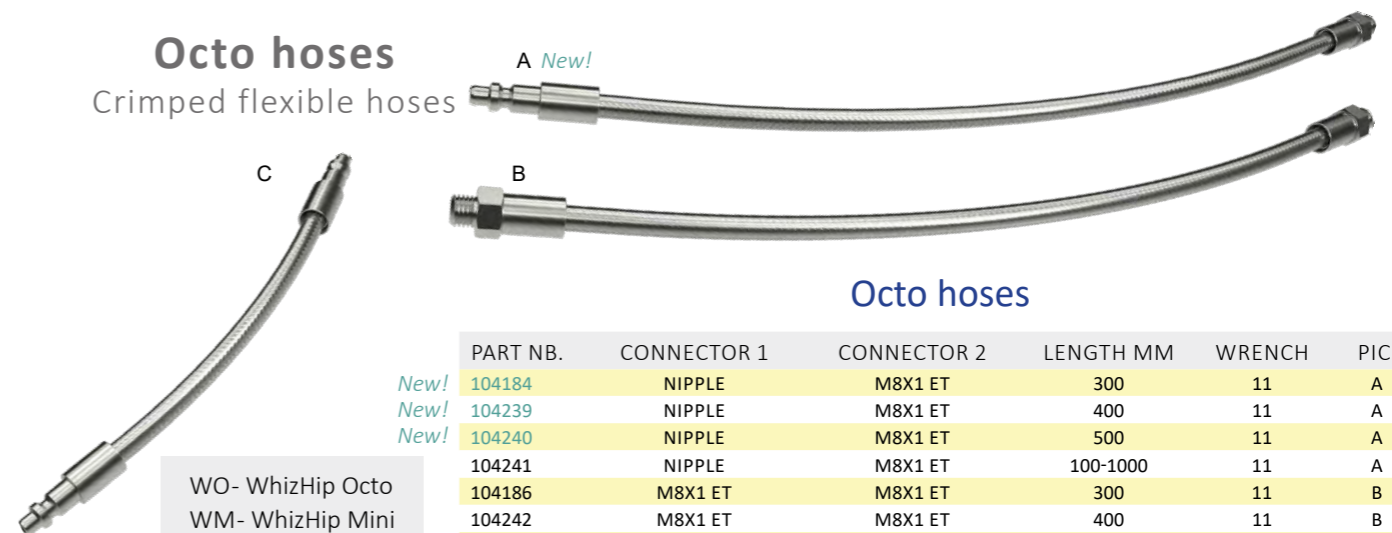 Octo hoses
Crimped flexible hoses
A New!
C
B
Octo hoses
PART NB. CONNECTOR 1 CONNECTOR 2 LENGTH MM WRENCH PIC
New! 104184 NIPPLE M8X1 ET 300 11 A
New! 104239 NIPPLE M8X1 ET 400 11 A
New! 104240 NIPPLE M8X1 ET 500 11 A
104241 NIPPLE M8X1 ET 100-1000 11 A
104186 M8X1 ET M8X1 ET 300 11 B
104242 M8X1 ET M8X1 ET 400 11 B
WO- WhizHip Octo
WM- WhizHip Mini